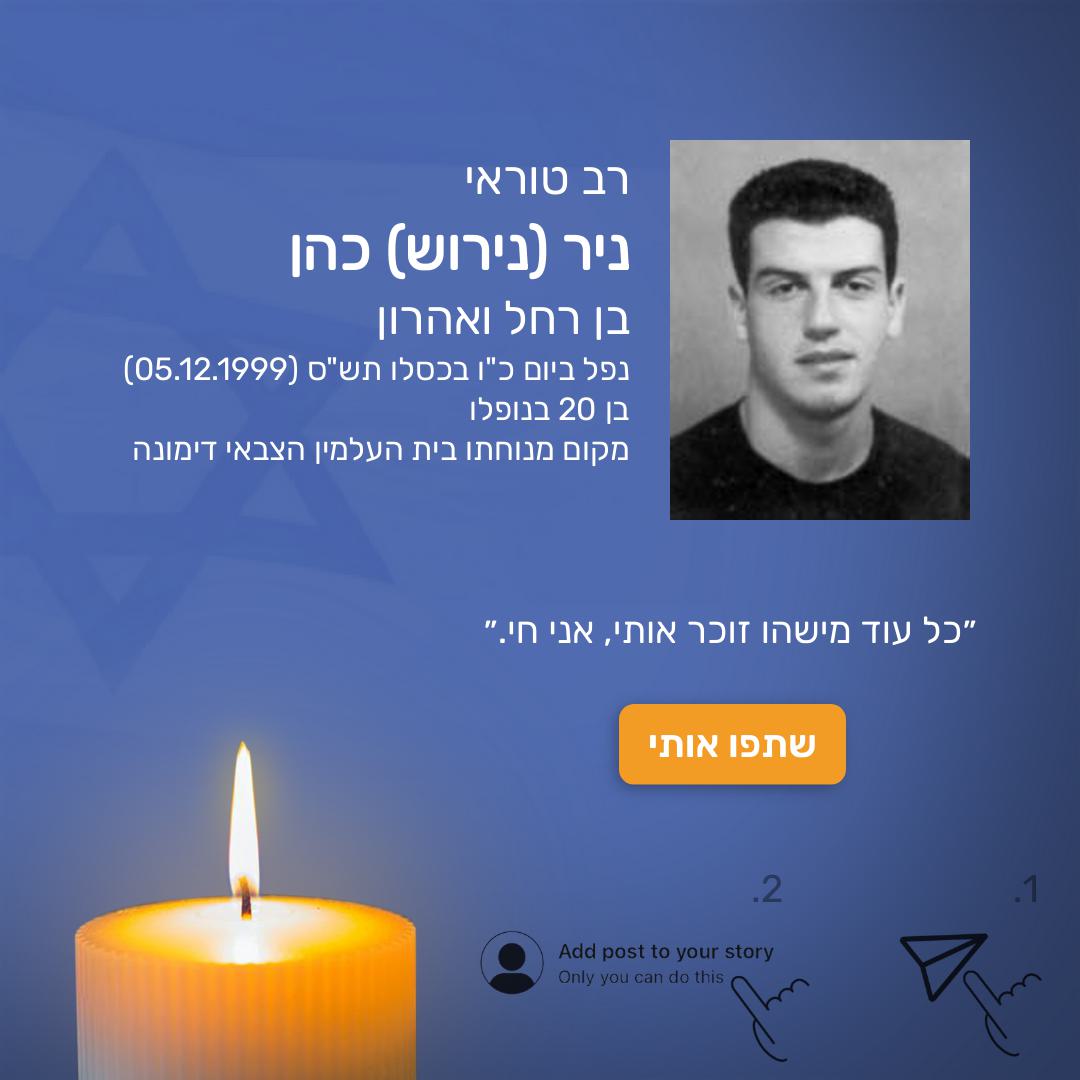 רב טוראי
ניר (נירוש) כהן
בן רחל ואהרון
נפל ביום כ"ו בכסלו תש"ס (05.12.1999)
בן 20 בנופלו
מקום מנוחתו בית העלמין הצבאי דימונה
״כל עוד מישהו זוכר אותי, אני חי.״
שתפו אותי
.1
.2
Add post to your story
Only you can do this